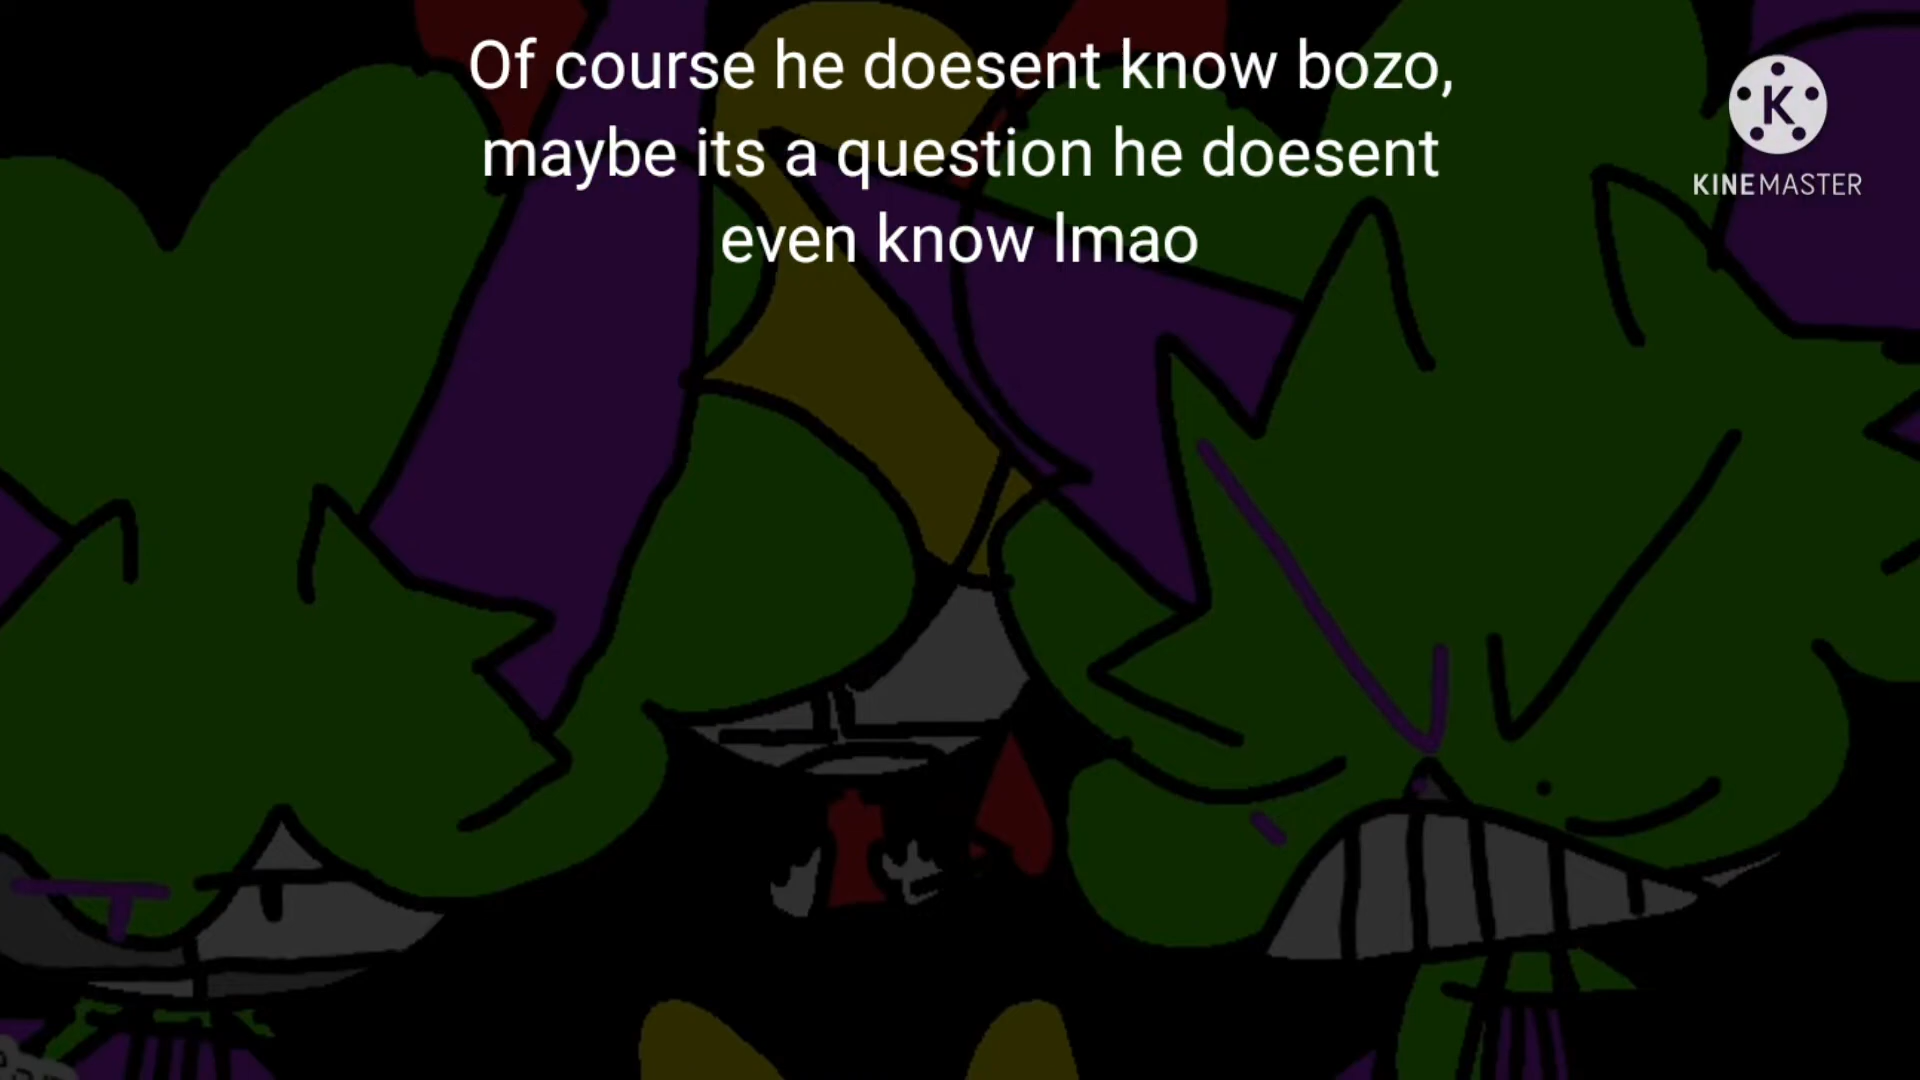 Of course he doesent know bozo,
maybe its a question he doesent
even know lmao
K
KINEMASTER